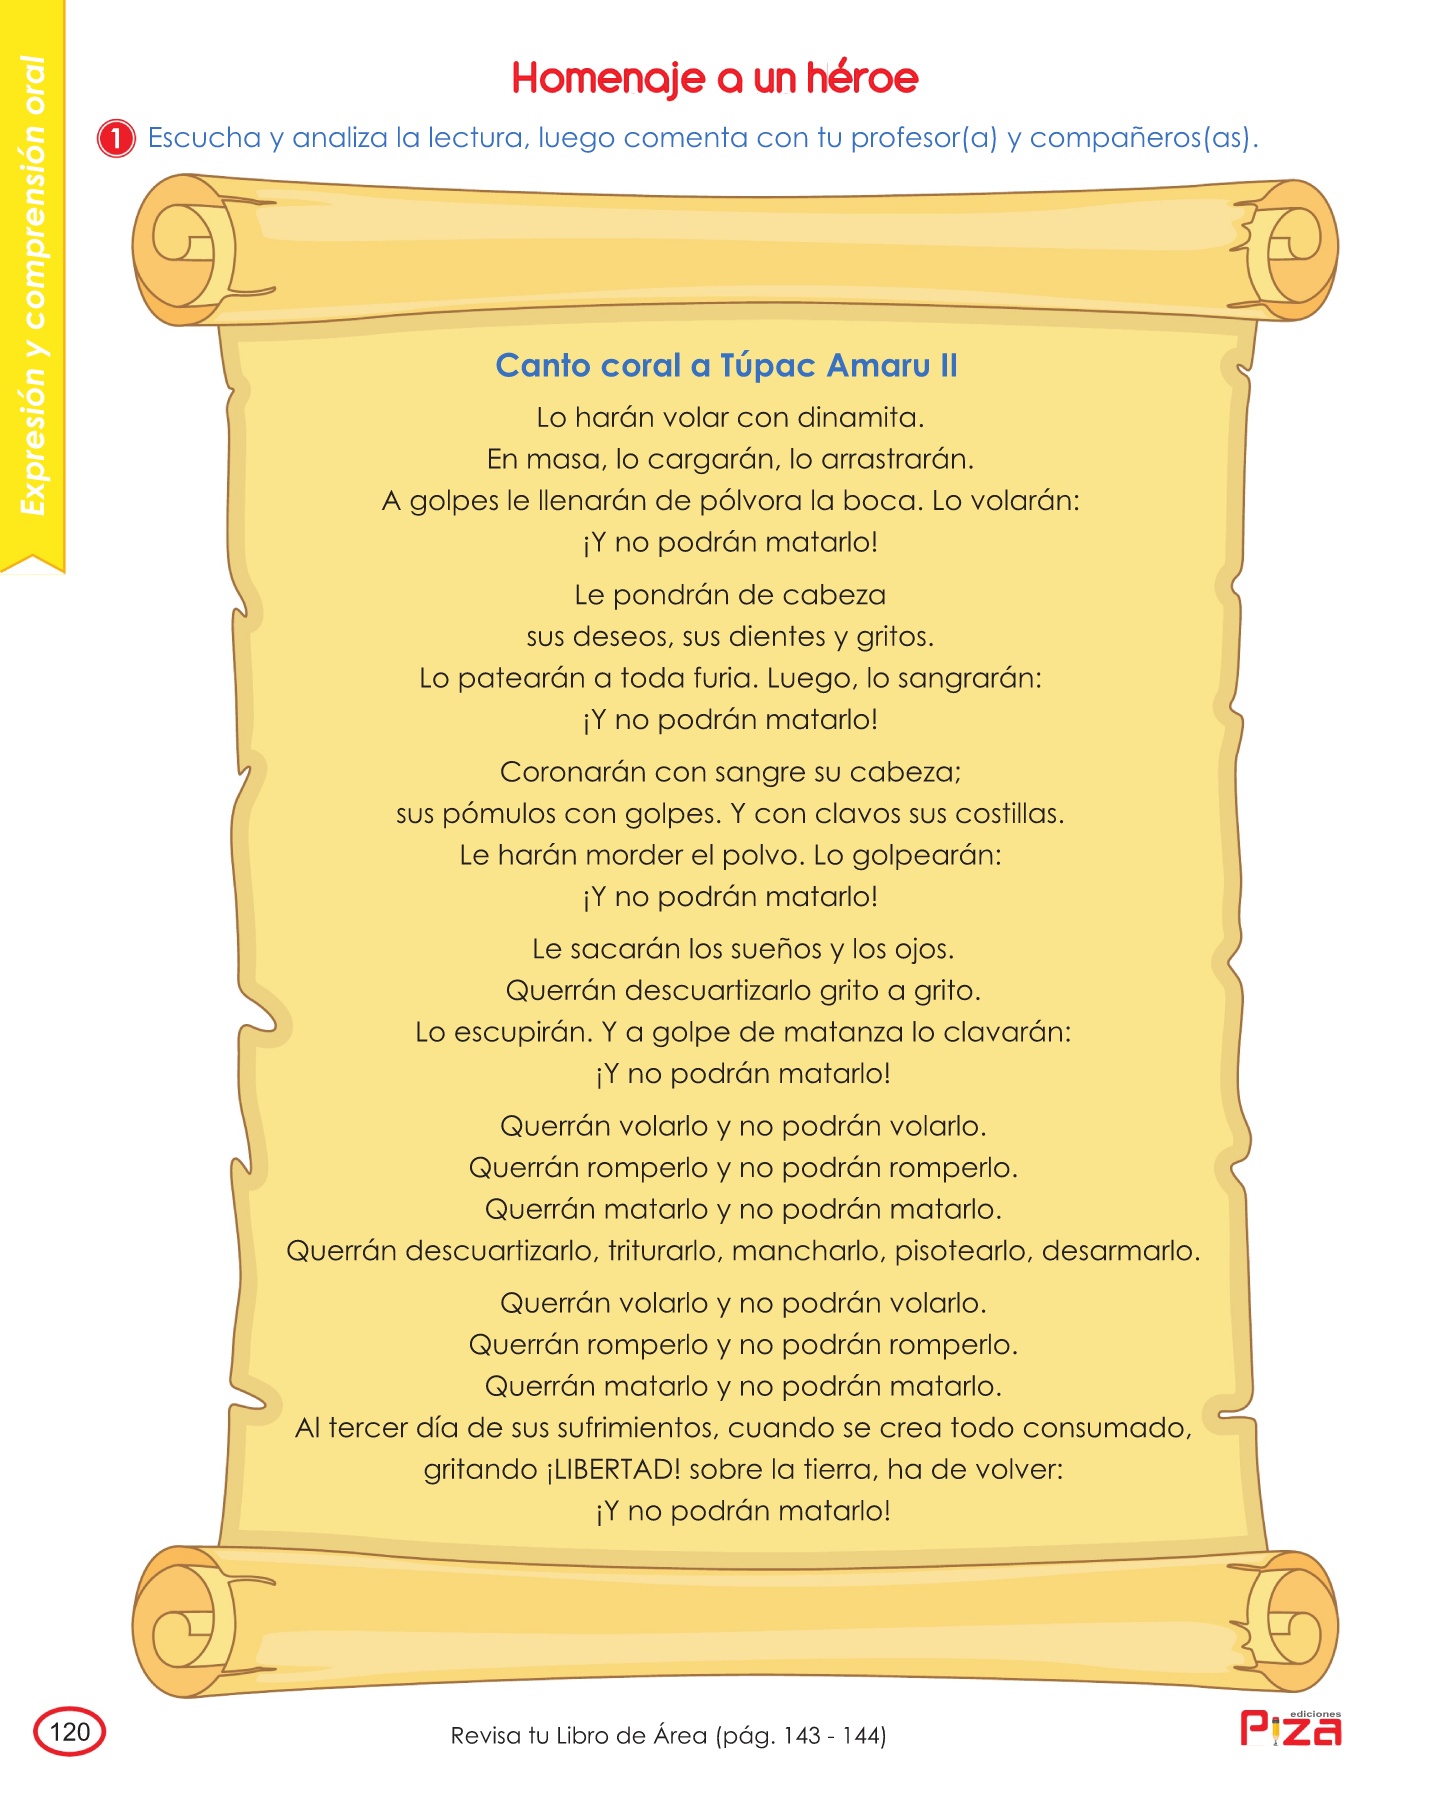 Expresión y comprensión oral
Homenaje a un héroe
1 Escucha y analiza la lectura, luego comenta con tu profesor(a) y compañeros(as).
Canto coral a Túpac Amaru II
Lo harán volar con dinamita.
En masa, lo cargarán, lo arrastrarán.
A golpes le llenarán de pólvora la boca. Lo volarán:
¡Y no podrán matarlo!
Le pondrán de cabeza
sus deseos, sus dientes y gritos.
Lo patearán a toda furia. Luego, lo sangrarán:
¡Y no podrán matarlo!
Coronarán con sangre su cabeza;
sus pómulos con golpes. Y con clavos sus costillas.
Le harán morder el polvo. Lo golpearán:
¡Y no podrán matarlo!
Le sacarán los sueños y los ojos.
Querrán descuartizarlo grito a grito.
Lo escupirán. Y a golpe de matanza lo clavarán:
¡Y no podrán matarlo!
Querrán volarlo y no podrán volarlo.
Querrán romperlo y no podrán romperlo.
Querrán matarlo y no podrán matarlo.
Querrán descuartizarlo, triturarlo, mancharlo, pisotearlo, desarmarlo.
Querrán volarlo y no podrán volarlo.
Querrán romperlo y no podrán romperlo.
Querrán matarlo y no podrán matarlo.
Al tercer día de sus sufrimientos, cuando se crea todo consumado,
gritando ¡LIBERTAD! sobre la tierra, ha de volver:
¡Y no podrán matarlo!
120
Revisa tu Libro de Área (pág. 143 - 144)
ediciones
Piza